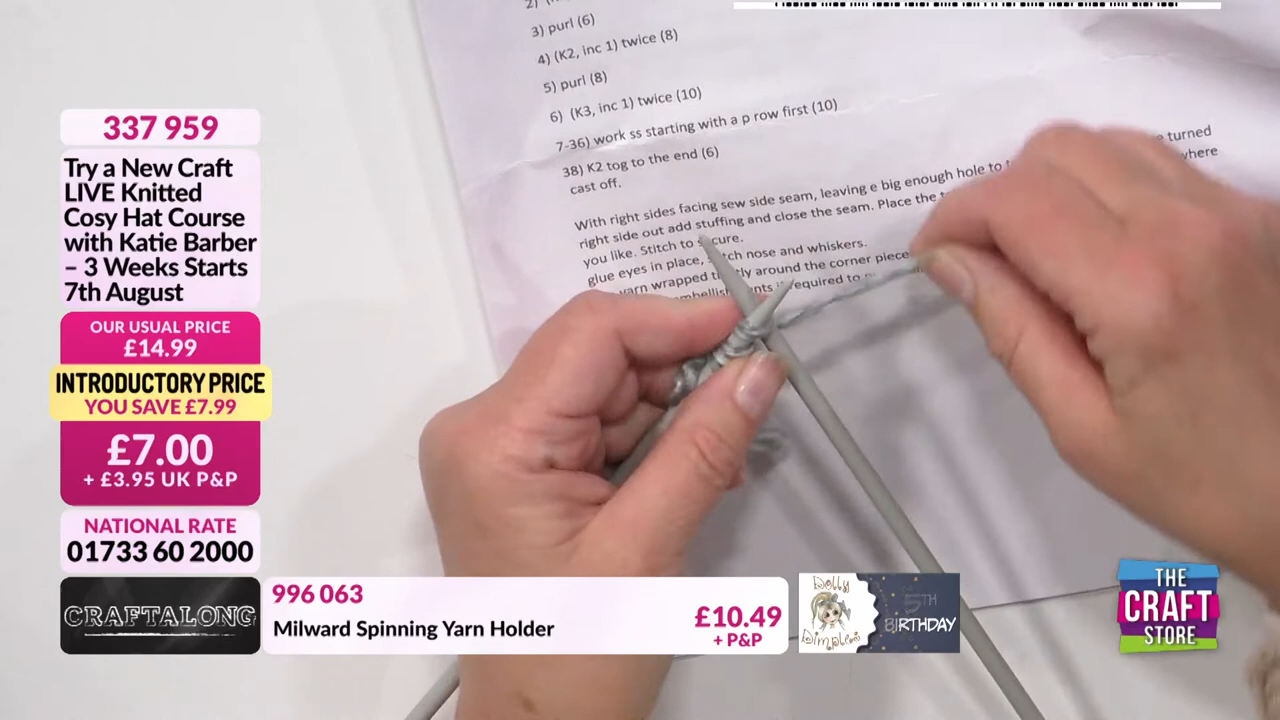 3) purl (6)
4) (K2, inc 1) twice (8)
5) purl (8)
6) (K3, inc 1) twice (10)
7-36) work ss starting with a p row first (10)
38) K2 tog to the end (6)
cast off.
With right sides facing sew side seam, leaving e big enough hole to turned
right side out add stuffing and close the seam. Place the where
you like. Stitch to secure.
glue eyes in place, nose and whiskers.
yarn wrapped around the corner piece
required to
337 959
Try a New Craft
LIVE Knitted
Cosy Hat Course
with Katie Barber
– 3 Weeks Starts
7th August
OUR USUAL PRICE
£14.99
INTRODUCTORY PRICE
YOU SAVE £7.99
£7.00
+ £3.95 UK P&P
NATIONAL RATE
01733 60 2000
CRAFTALONG
996 063
Milward Spinning Yarn Holder
£10.49
+ P&P
Dolly
Dimples
5TH
BIRTHDAY
THE
CRAFT
STORE